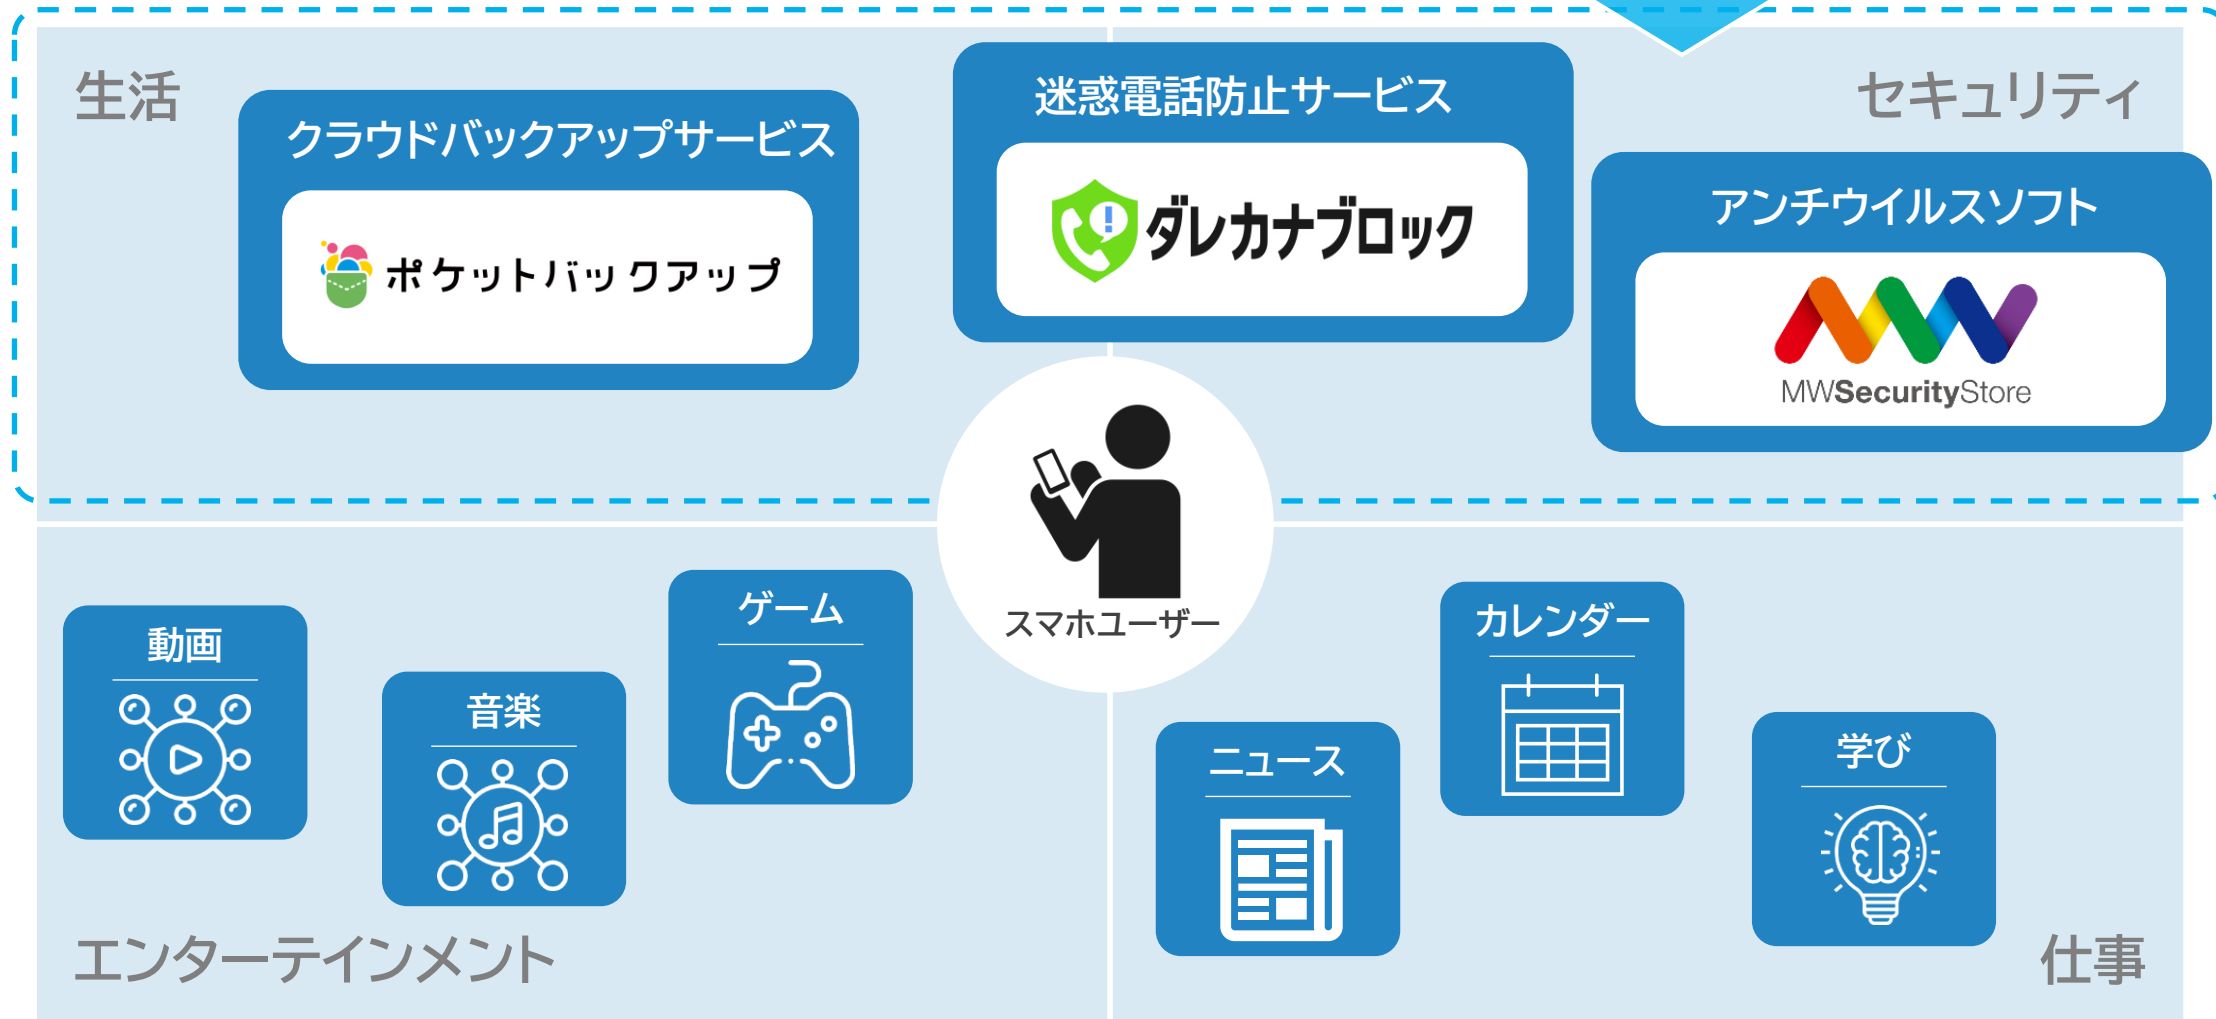 生活
クラウドバックアップサービス
ポケットバックアップ
迷惑電話防止サービス
ダレカナブロック
セキュリティ
アンチウイルスソフト
MWSecurityStore
スマホユーザー
動画
音楽
ゲーム
エンターテインメント
ニュース
カレンダー
学び
仕事